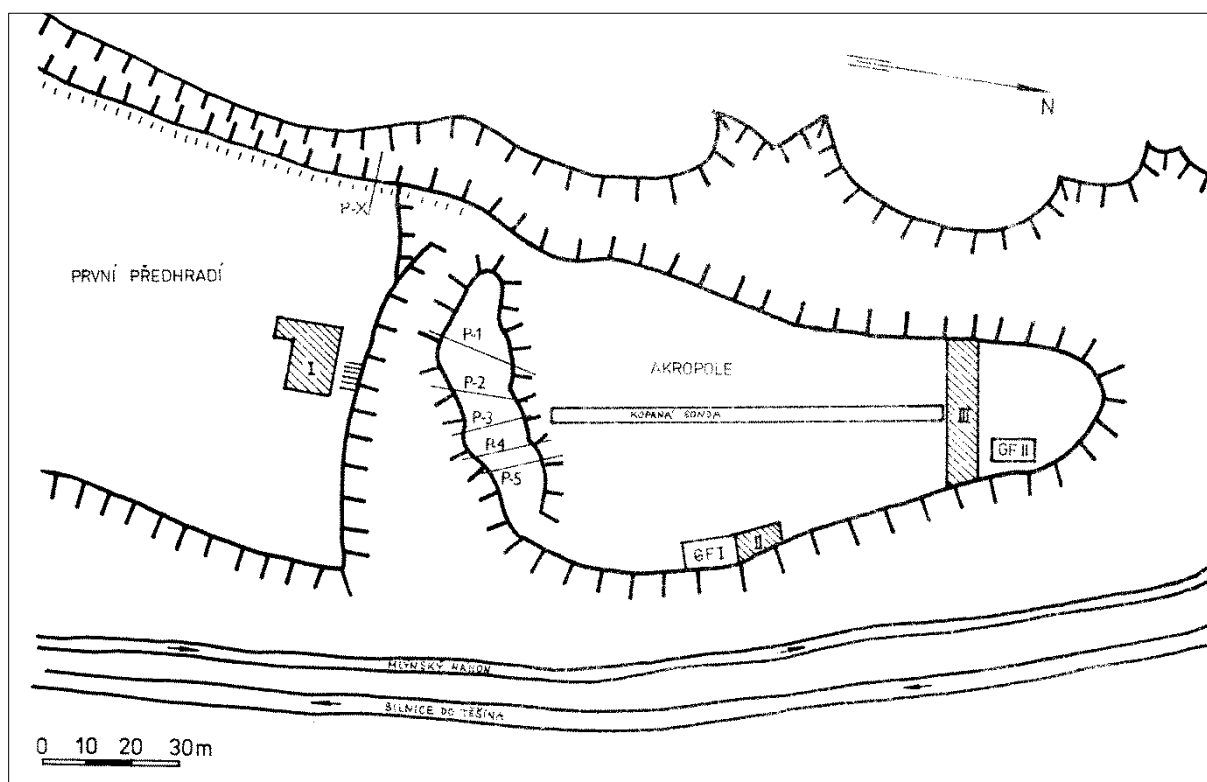 N
P-X
PRVNÍ PŘEDHRADÍ
I
P-1
P-2
P-3
P-4
P-5
AKROPOLE
KOPANÁ SONDA
III
GF II
GF I
II
MLÝNSKÝ NÁHON
SILNICE DO TĚŠÍNA
0 10 20 30m